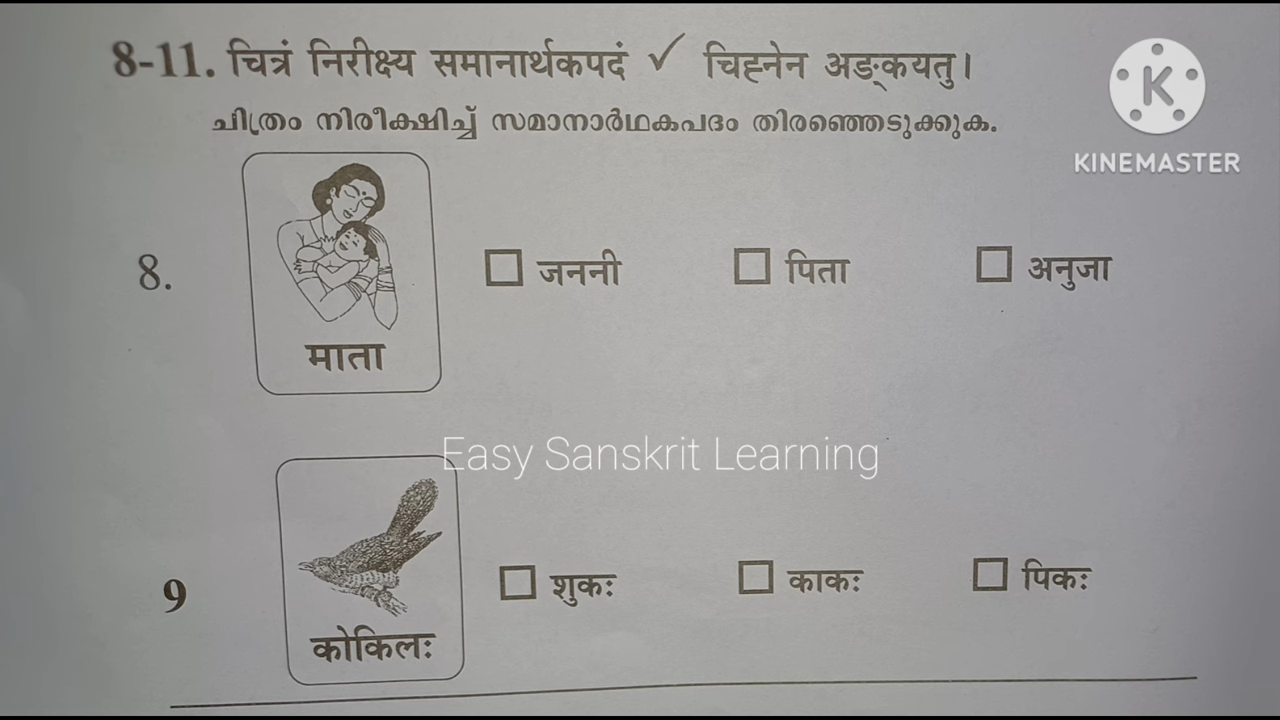 8-11. चित्रं निरीक्ष्य समानार्थकपदं ✓ चिह्नेन अङ्कयतु।
ചിത്രം നിരീക്ഷിച്ച് സമാനാർഥകപദം തിരഞ്ഞെടുക്കുക.
KINEMASTER
8. ☐ जननी ☐ पिता ☐ अनुजा
माता
Easy Sanskrit Learning
9 ☐ शुकः ☐ काकः ☐ पिकः
कोकिलः